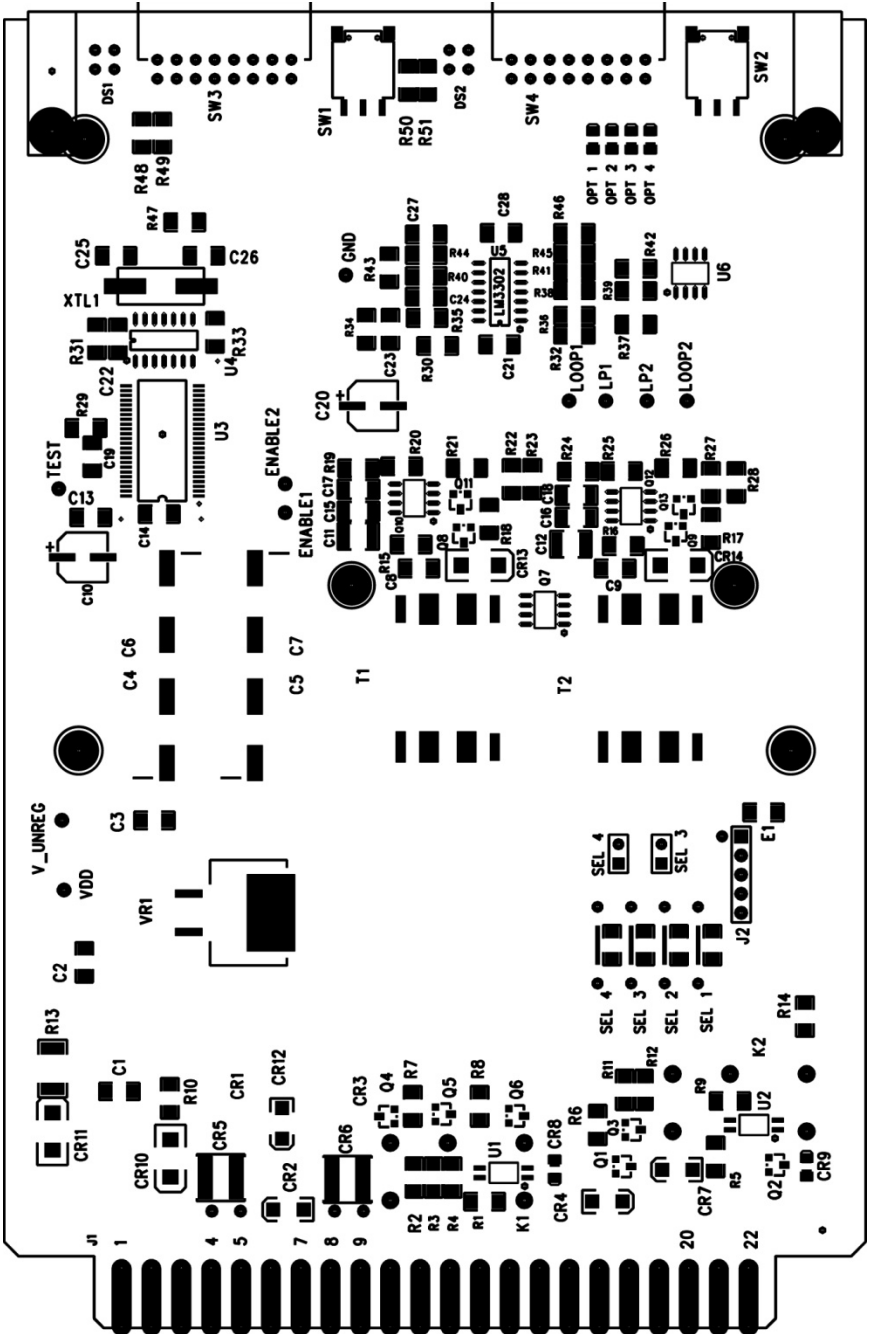 DS1
SW3
SW1
R50
R51
DS2
SW4
SW2
R48
R49
OPT 1
OPT 2
OPT 3
OPT 4
R47
C25
C26
XTL1
GND
C27
R43
R44
R40
C24
R35
C28
U5
LM3302
R46
R45
R41
R38
R42
R39
U6
R31
C22
R33
U4
R34
C23
R30
C21
R36
R32
R37
LOOP1
LP1
LP2
LOOP2
C20
+
R29
C19
TEST
C13
U3
ENABLE2
ENABLE1
C14
+
C10
R19
C17
C15
C11
R20
R21
Q11
Q10
R22
R23
R18
Q8
R15
C8
CR13
R24
C18
C16
C12
R25
Q12
R26
Q13
R16
R27
R28
R17
Q9
CR14
C9
Q7
C6
C7
C4
C5
T1
T2
V_UNREG
VDD
C3
VR1
C2
SEL 4
SEL 3
E1
J2
SEL 4
SEL 3
SEL 2
SEL 1
R13
R14
C1
R10
CR1
CR12
CR3
Q4
R7
Q5
R8
Q6
R11
R12
K2
R9
U2
CR11
CR10
CR5
CR2
CR6
R6
Q3
Q1
U1
CR8
CR4
K1
R2
R3
R4
R1
CR7
R5
Q2
CR9
J1
1
4
5
7
8
9
20
22